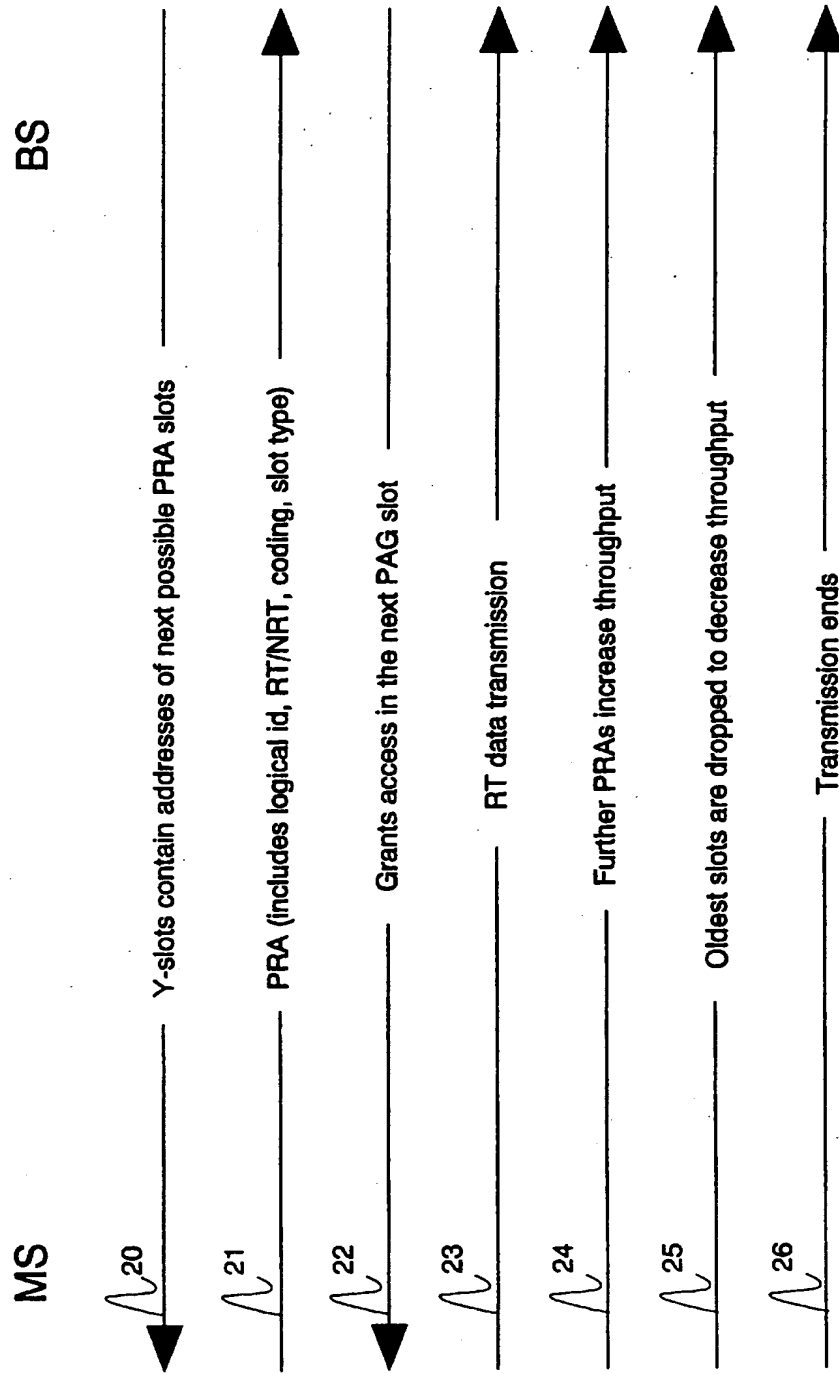 MS BS
20
Y-slots contain addresses of next possible PRA slots
21
PRA (includes logical id, RT/NRT, coding, slot type)
22
Grants access in the next PAG slot
23
RT data transmission
24
Further PRAs increase throughput
25
Oldest slots are dropped to decrease throughput
26
Transmission ends